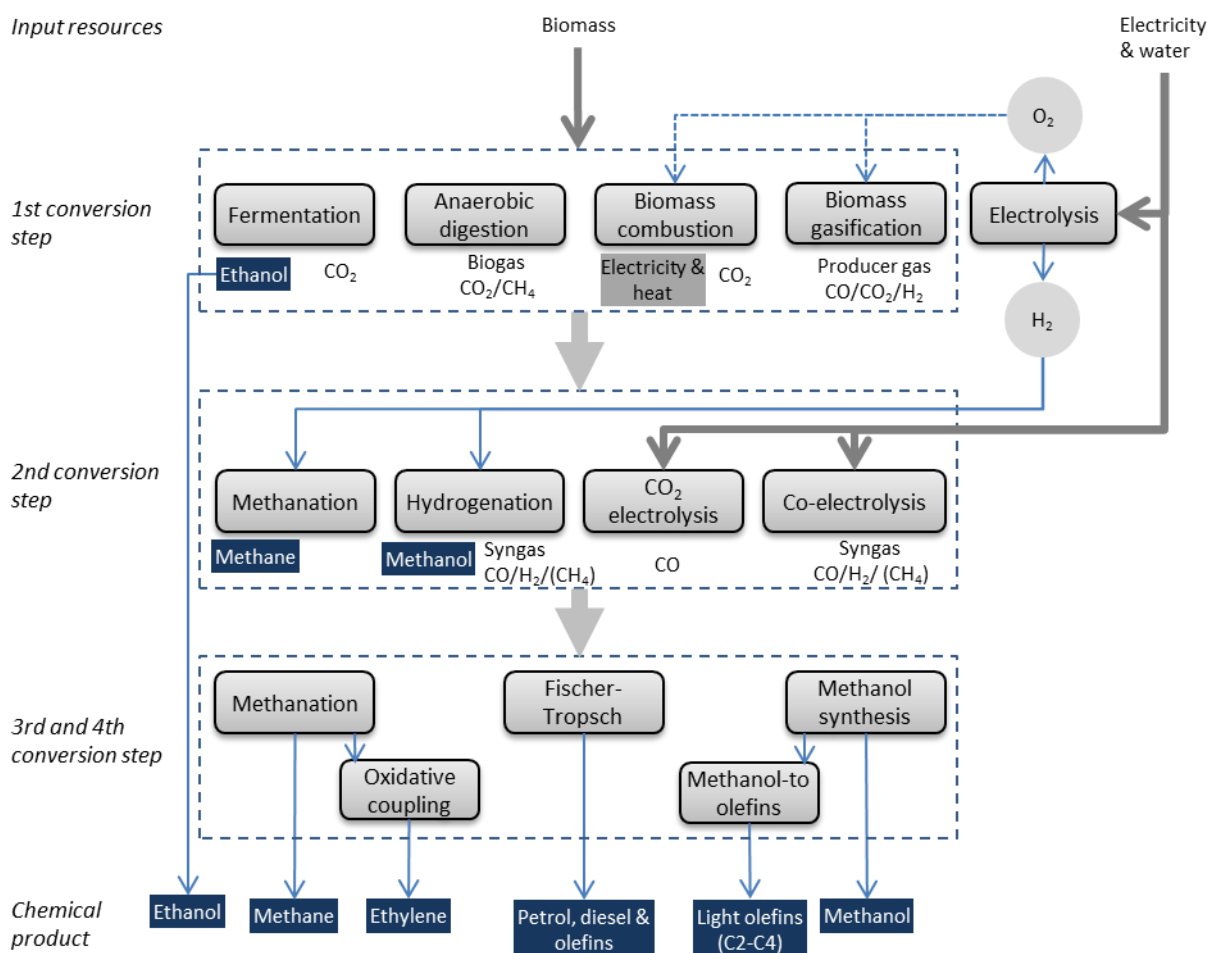 Input resources
Biomass
Electricity
& water
O₂
1st conversion
step
Fermentation
Anaerobic
digestion
Biomass
combustion
Biomass
gasification
Electrolysis
Ethanol
CO₂
Biogas
CO₂/CH₄
Electricity &
heat
CO₂
Producer gas
CO/CO₂/H₂
H₂
2nd conversion
step
Methanation
Hydrogenation
CO₂
electrolysis
Co-electrolysis
Methane
Methanol
Syngas
CO/H₂/(CH₄)
CO
Syngas
CO/H₂/ (CH₄)
3rd and 4th
conversion step
Methanation
Fischer-
Tropsch
Methanol
synthesis
Oxidative
coupling
Methanol-to
olefins
Chemical
product
Ethanol
Methane
Ethylene
Petrol, diesel &
olefins
Light olefins
(C2-C4)
Methanol